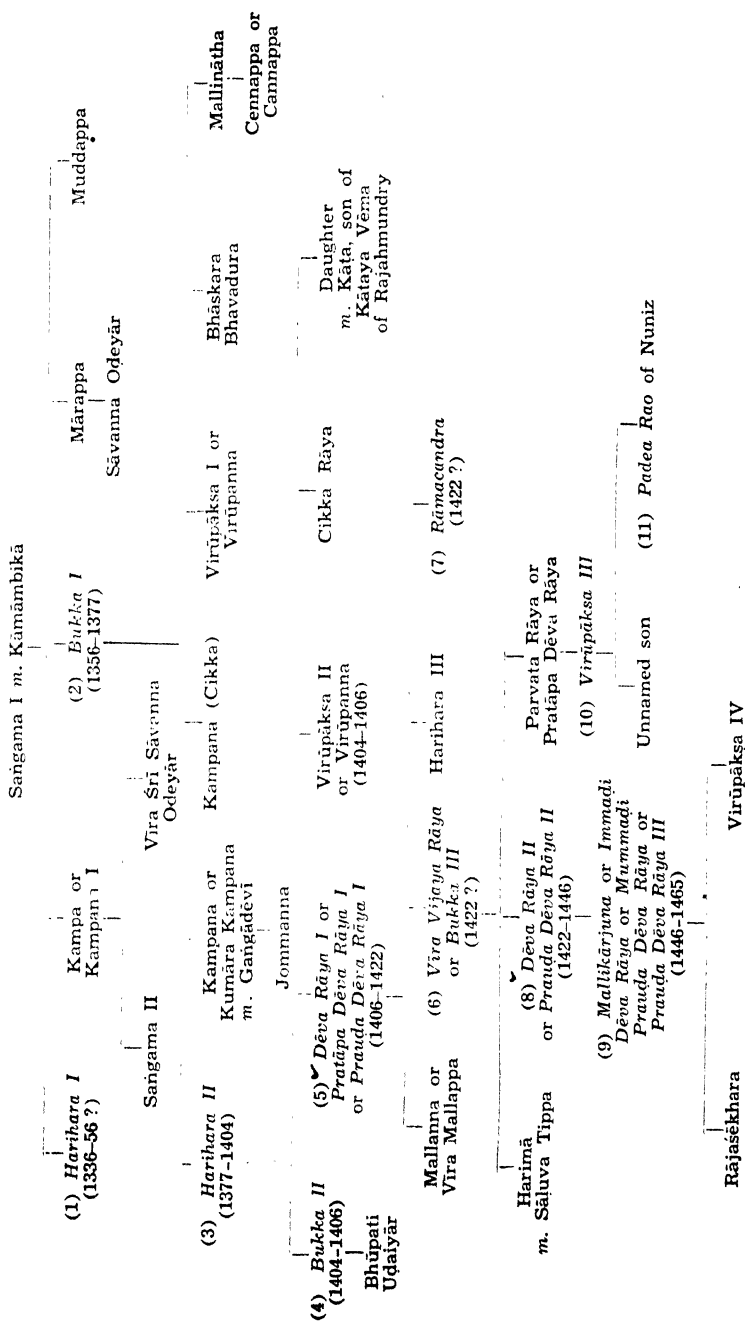 Saṅgama I m. Kāmāmbikā
(1) Harihara I
(1336–56 ?)
Kampa or
Kampana I
(2) Bukka I
(1356–1377)
Mārappa
Sāvanna Oḍeyār
Muddappa
Saṅgama II
Vīra Śrī Sāvanna
Odeyār
(3) Harihara II
(1377–1404)
Kampana or
Kumāra Kampana
m. Gaṅgādēvī
Kampana (Cikka)
Virūpākṣa I or
Virūpanna
Bhāskara
Bhavadura
Mallinātha
Cennappa or
Cannappa
Jommanna
(4) Bukka II
(1404–1406)
Bhūpati
Uḍaiyār
(5) Dēva Rāya I or
Pratāpa Dēva Rāya I
or Prauḍa Dēva Rāya I
(1406–1422)
Virūpākṣa II
or Virūpanna
(1404–1406)
Cikka Rāya
Daughter
m. Kāṭa, son of
Kāṭaya Vēma
of Rajahmundry
Mallanna or
Vīra Mallappa
(6) Vīra Vijaya Rāya
or Bukka III
(1422 ?)
Harihara III
(7) Rāmacandra
(1422 ?)
Harimā
m. Sāḷuva Tippa
(8) Dēva Rāya II
or Prauḍa Dēva Rāya II
(1422–1446)
Parvata Rāya or
Pratāpa Dēva Rāya
(9) Mallikārjuna or Immaḍi
Dēva Rāya or Mummaḍi
Prauḍa Dēva Rāya or
Prauḍa Dēva Rāya III
(1446–1465)
(10) Virūpākṣa III
Unnamed son
(11) Padea Rao of Nuniz
Rājaśēkhara
Virūpākṣa IV